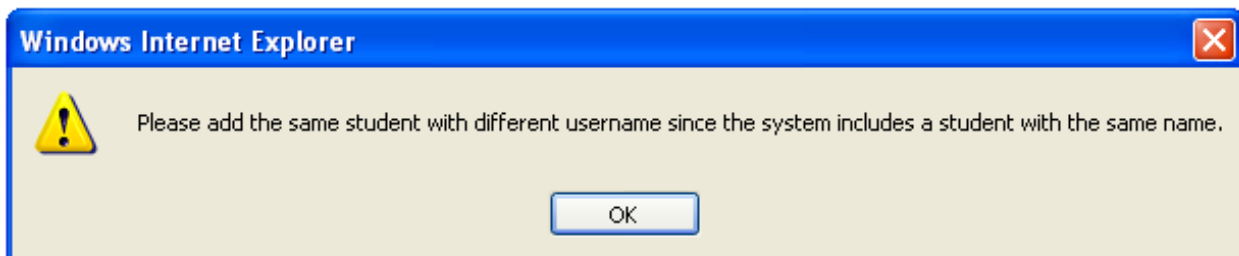 Windows Internet Explorer
Please add the same student with different username since the system includes a student with the same name.
OK